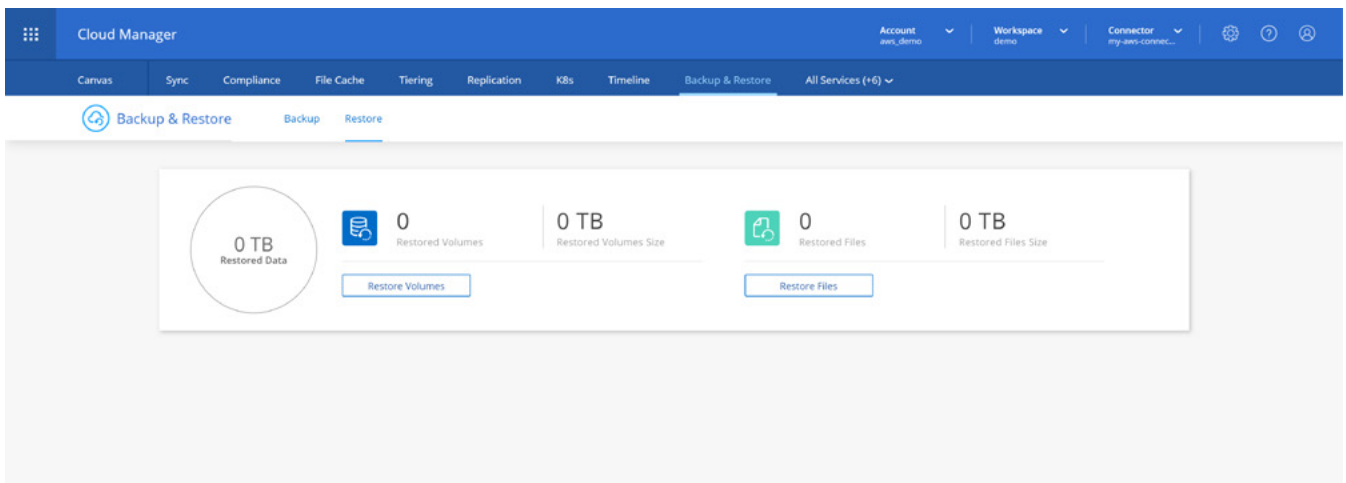 Cloud Manager
Account
aws_demo
Workspace
demo
Connector
my-aws-connec...
Canvas Sync Compliance File Cache Tiering Replication K8s Timeline Backup & Restore All Services (+6)
Backup & Restore Backup Restore
0 TB
Restored Data
0
Restored Volumes
0 TB
Restored Volumes Size
Restore Volumes
0
Restored Files
0 TB
Restored Files Size
Restore Files